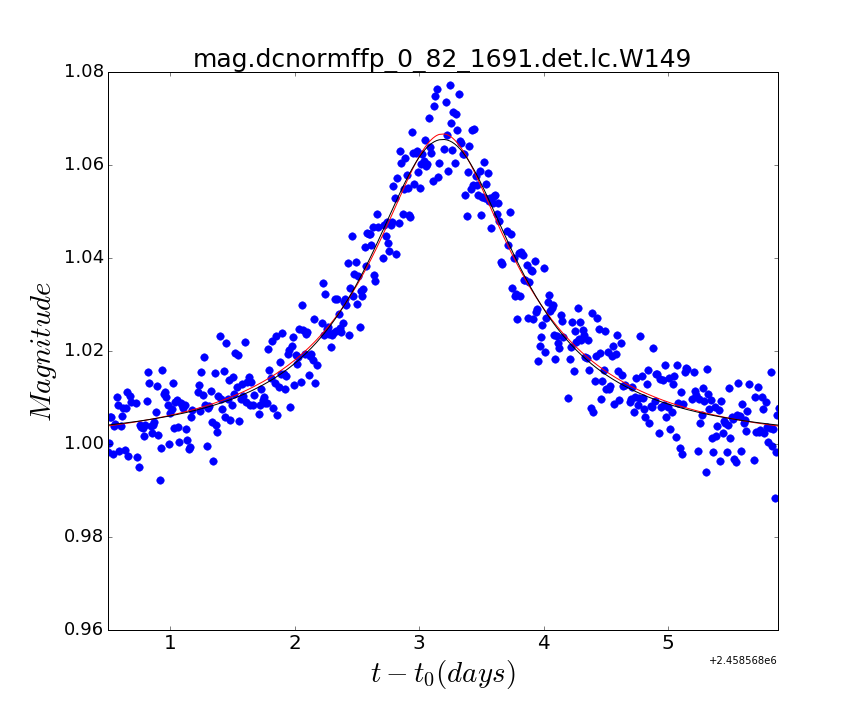 mag.dcnormffp_0_82_1691.det.lc.W149
1.08
1.06
1.04
1.02
1.00
0.98
0.96
Magnitude
1 2 3 4 5
+2.458568e6
t − t₀(days)